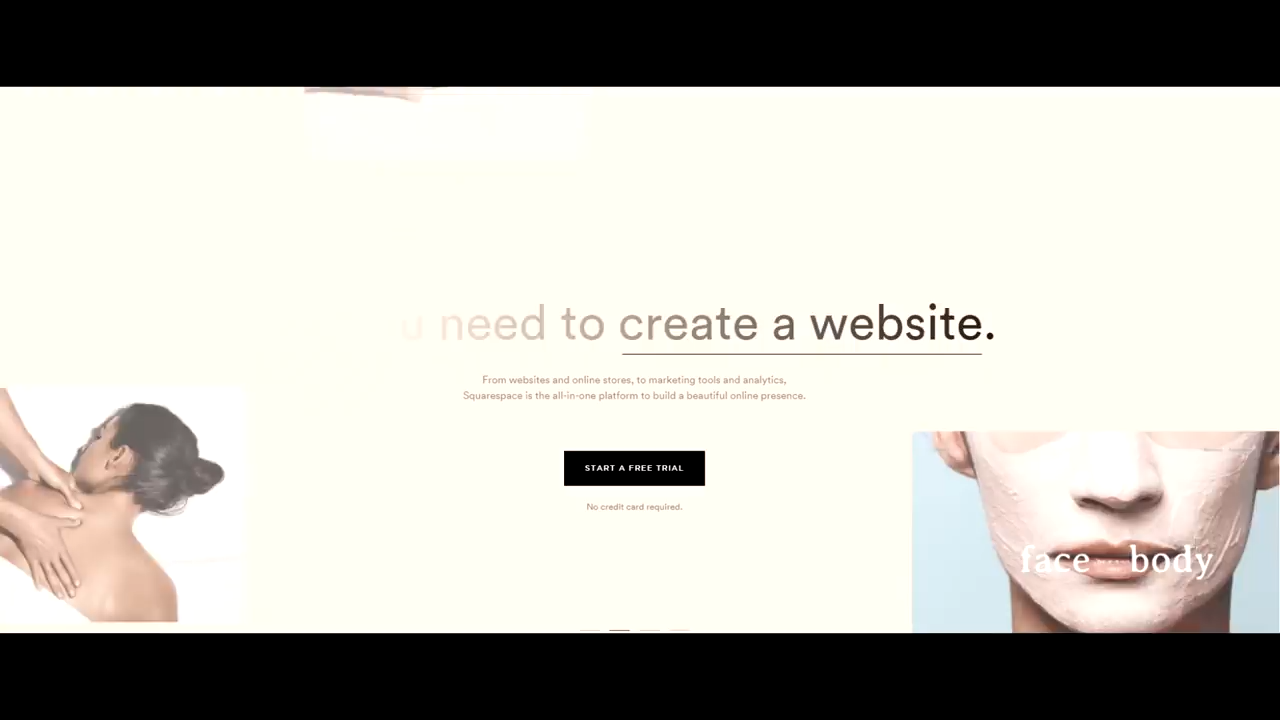 u need to create a website.
From websites and online stores, to marketing tools and analytics,
Squarespace is the all-in-one platform to build a beautiful online presence.
START A FREE TRIAL
No credit card required.
face body